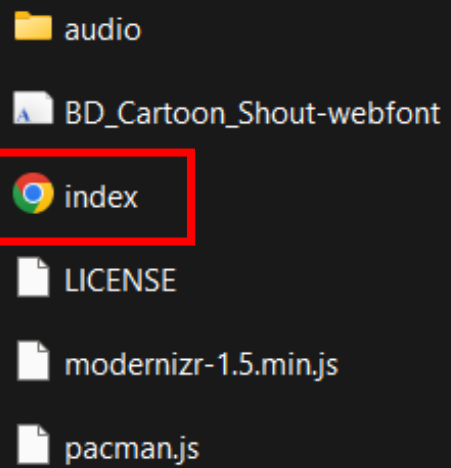 audio
BD_Cartoon_Shout-webfont
index
LICENSE
modernizr-1.5.min.js
pacman.js